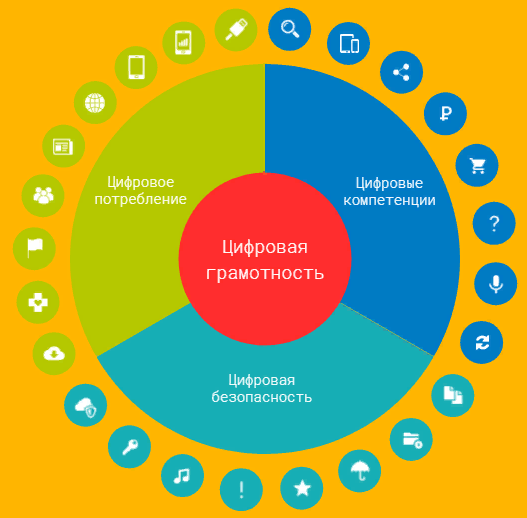 Цифровое
потребление
Цифровые
компетенции
Цифровая
грамотность
Цифровая
безопасность